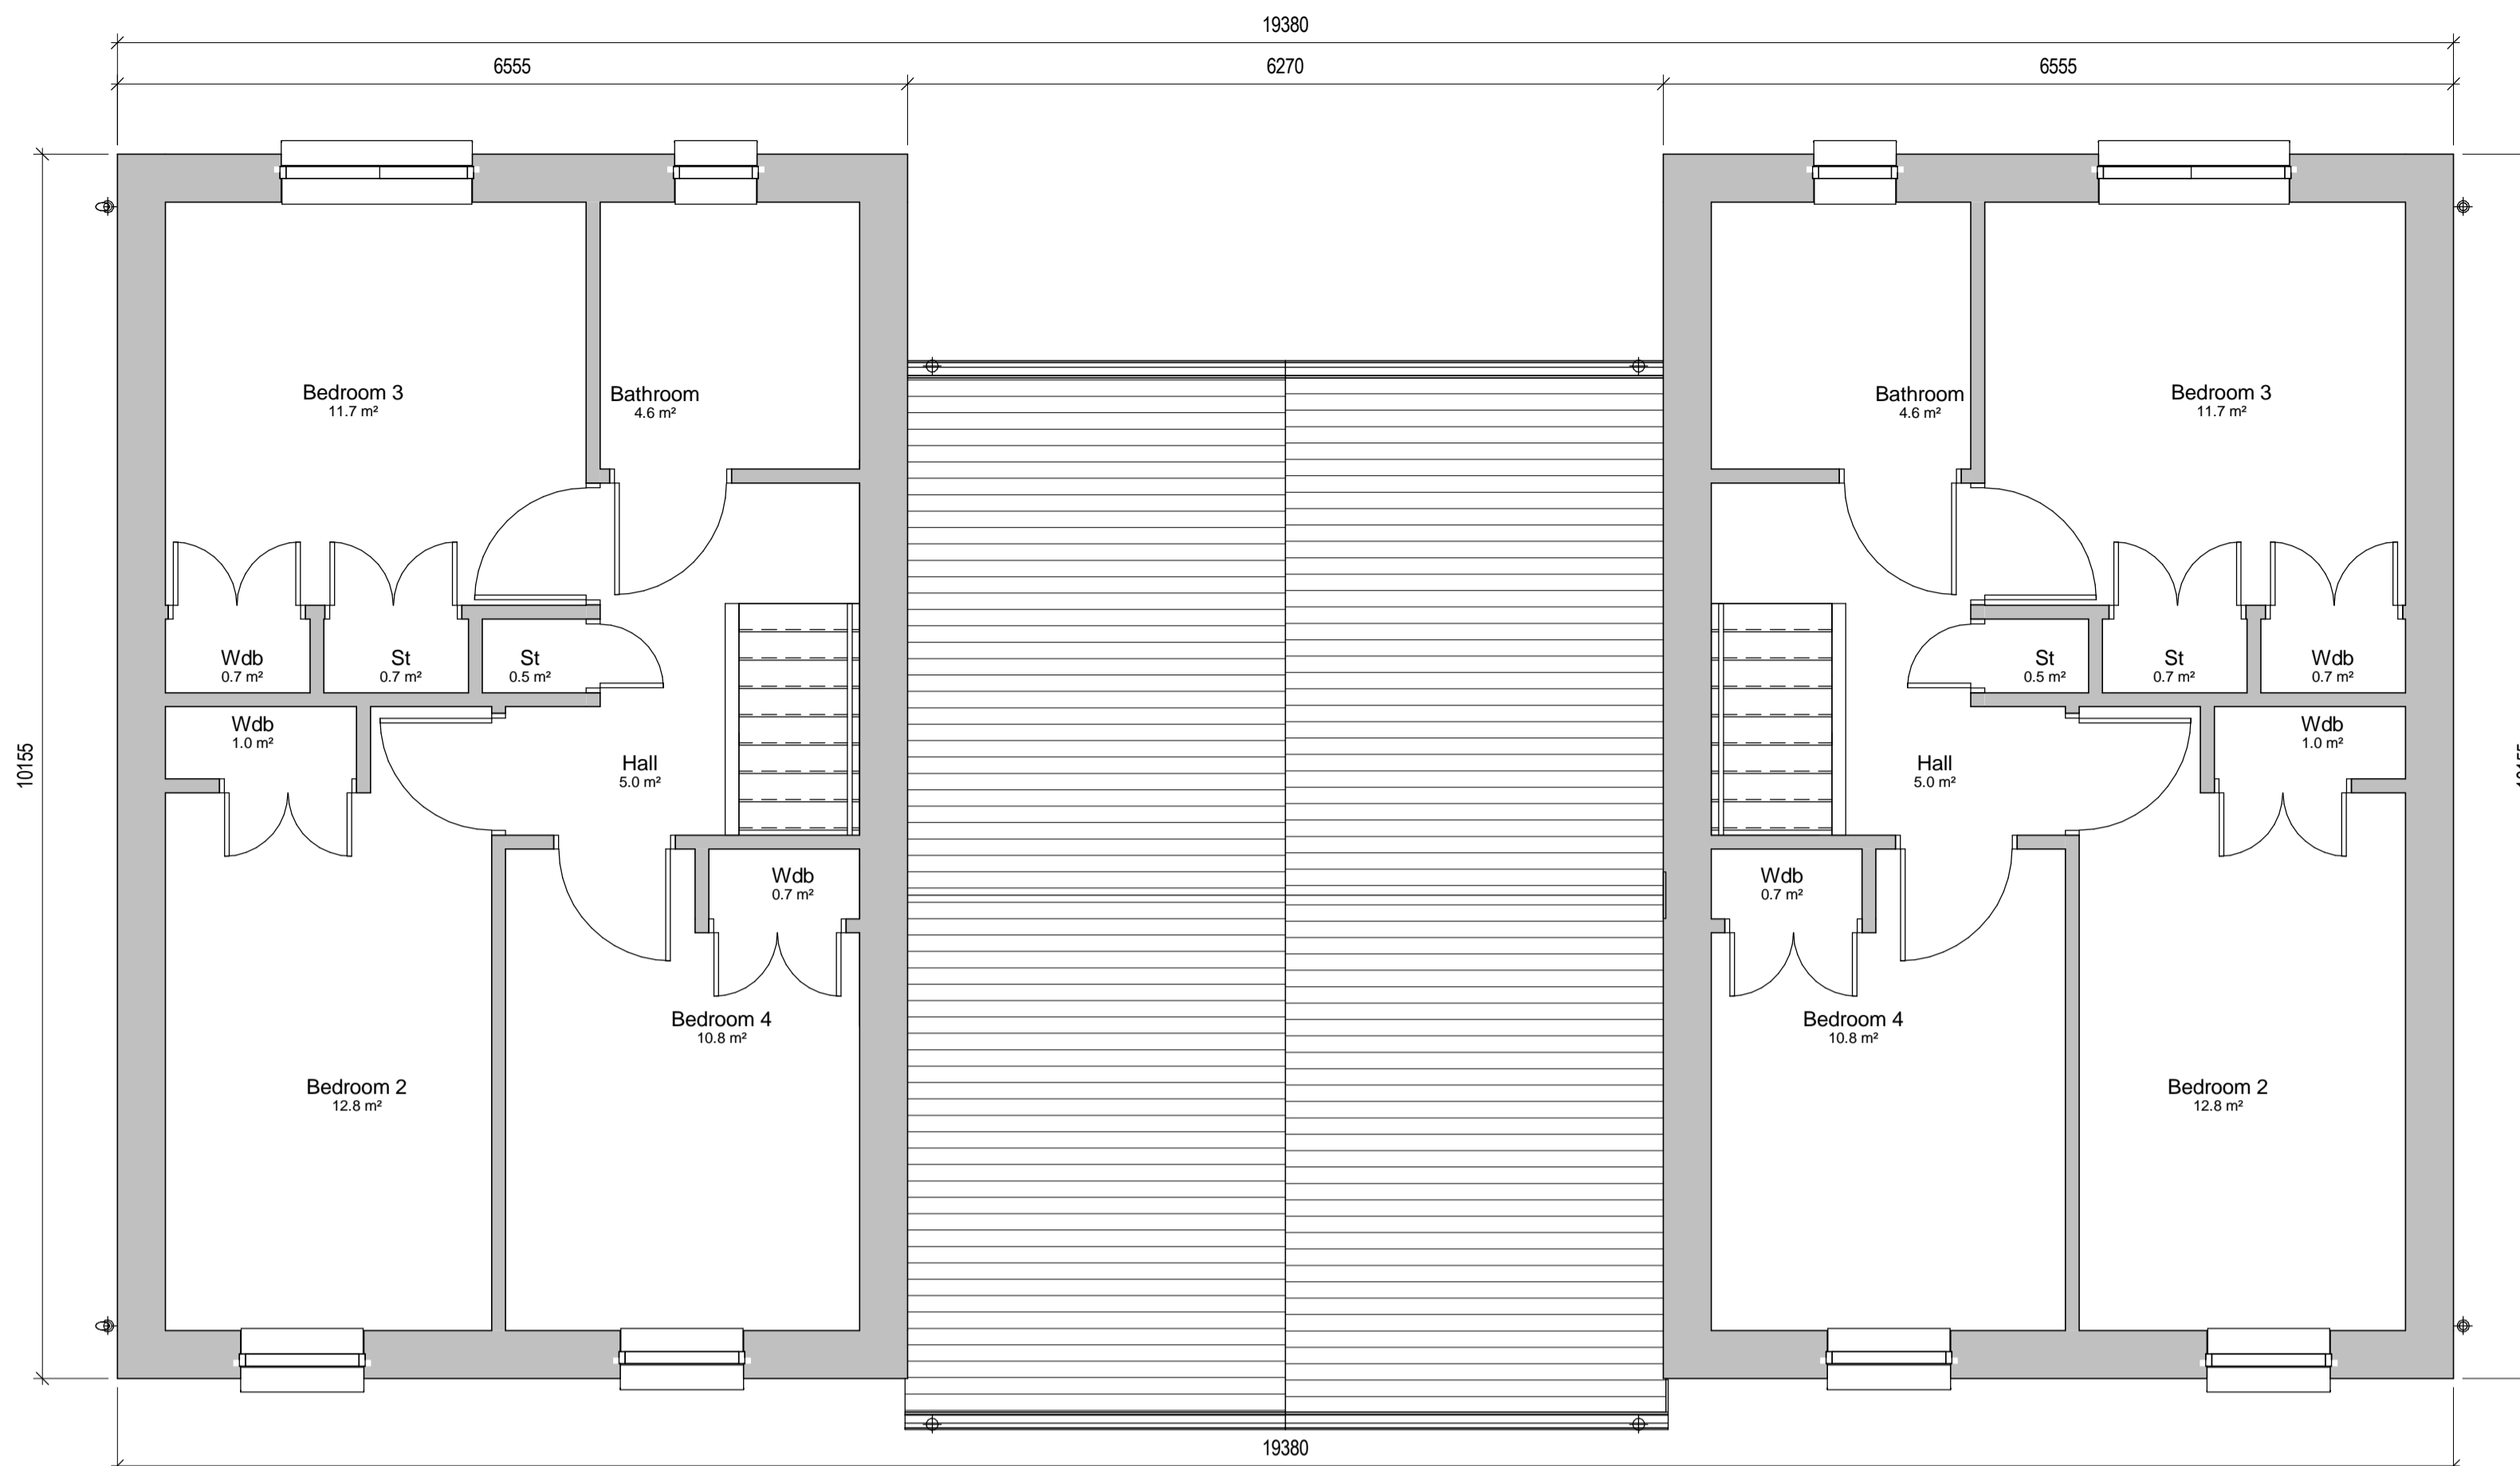 19380
6555
6270
6555
Bedroom 3
11.7 m²
Bathroom
4.6 m²
Bathroom
4.6 m²
Bedroom 3
11.7 m²
Wdb
0.7 m²
St
0.7 m²
St
0.5 m²
St
0.5 m²
St
0.7 m²
Wdb
0.7 m²
Wdb
1.0 m²
Wdb
1.0 m²
10155
Hall
5.0 m²
Hall
5.0 m²
Wdb
0.7 m²
Wdb
0.7 m²
Bedroom 4
10.8 m²
Bedroom 4
10.8 m²
Bedroom 2
12.8 m²
Bedroom 2
12.8 m²
19380